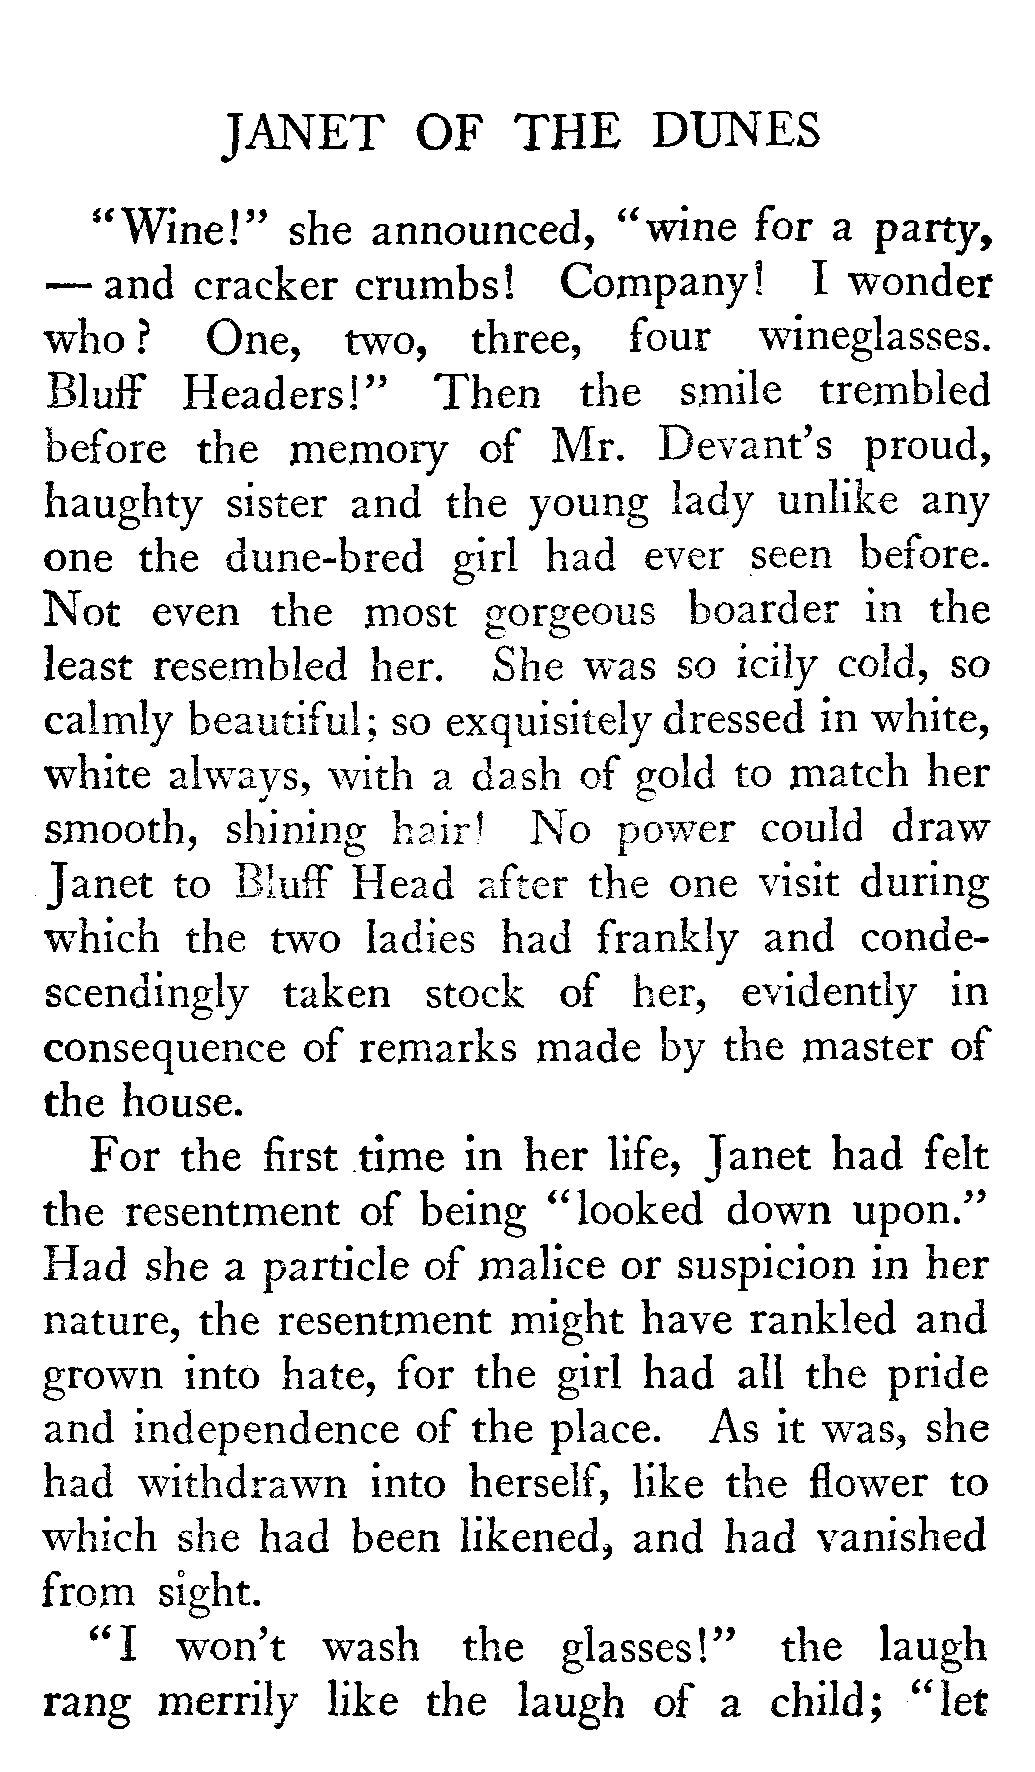 JANET OF THE DUNES
“Wine!” she announced, “wine for a party,
— and cracker crumbs! Company! I wonder
who? One, two, three, four wineglasses.
Bluff Headers!” Then the smile trembled
before the memory of Mr. Devant’s proud,
haughty sister and the young lady unlike any
one the dune-bred girl had ever seen before.
Not even the most gorgeous boarder in the
least resembled her. She was so icily cold, so
calmly beautiful; so exquisitely dressed in white,
white always, with a dash of gold to match her
smooth, shining hair! No power could draw
Janet to Bluff Head after the one visit during
which the two ladies had frankly and conde-
scendingly taken stock of her, evidently in
consequence of remarks made by the master of
the house.
For the first time in her life, Janet had felt
the resentment of being “looked down upon.”
Had she a particle of malice or suspicion in her
nature, the resentment might have rankled and
grown into hate, for the girl had all the pride
and independence of the place. As it was, she
had withdrawn into herself, like the flower to
which she had been likened, and had vanished
from sight.
“I won’t wash the glasses!” the laugh
rang merrily like the laugh of a child; “let